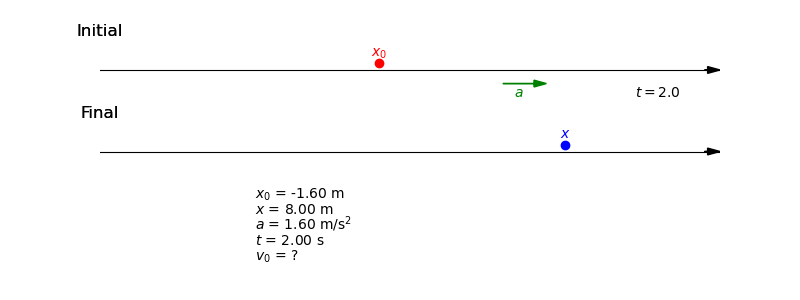 Initial
x₀
a
t = 2.0
Final
x
x₀ = -1.60 m
x = 8.00 m
a = 1.60 m/s²
t = 2.00 s
v₀ = ?